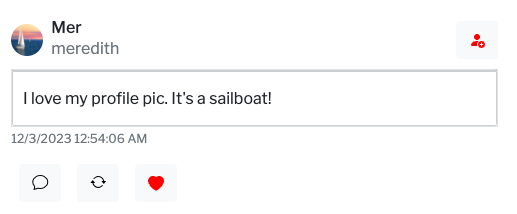 Mer
meredith
I love my profile pic. It's a sailboat!
12/3/2023 12:54:06 AM